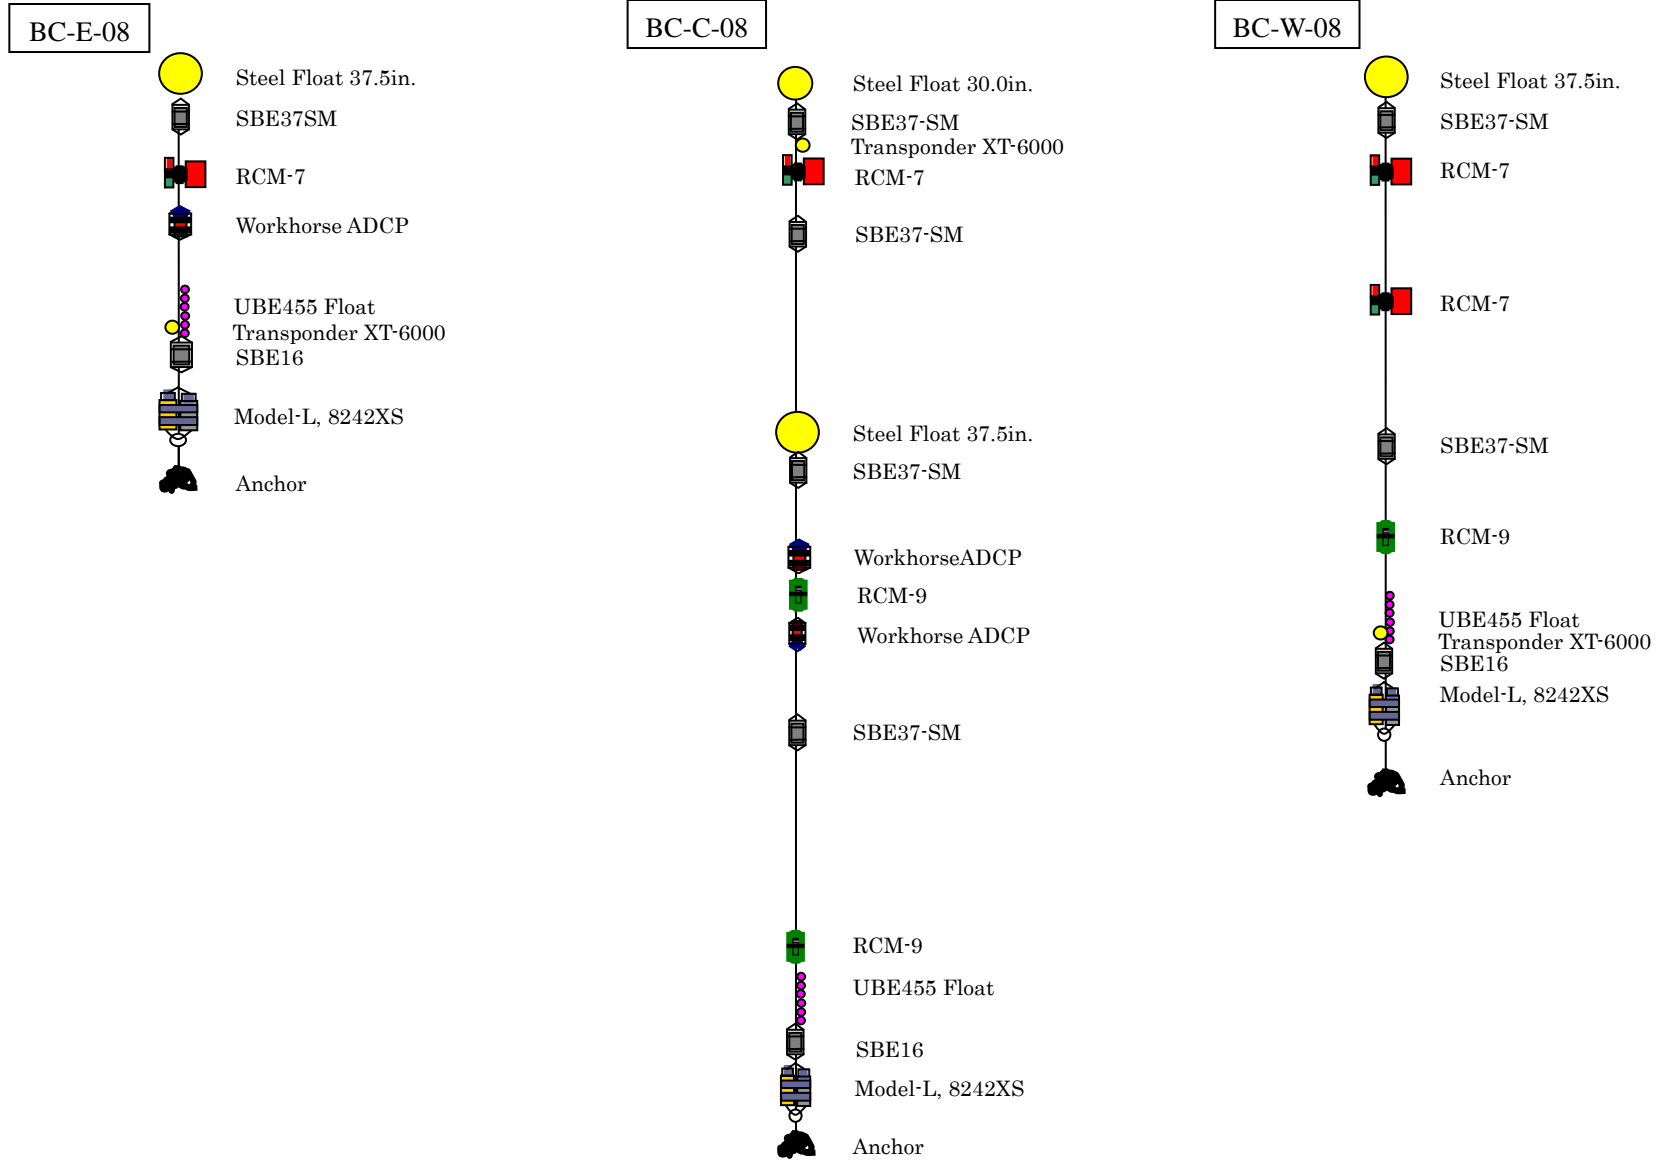 BC-E-08
Steel Float 37.5in.
SBE37SM
RCM-7
Workhorse ADCP
UBE455 Float
Transponder XT-6000
SBE16
Model-L, 8242XS
Anchor
BC-C-08
Steel Float 30.0in.
SBE37-SM
Transponder XT-6000
RCM-7
SBE37-SM
Steel Float 37.5in.
SBE37-SM
WorkhorseADCP
RCM-9
Workhorse ADCP
SBE37-SM
RCM-9
UBE455 Float
SBE16
Model-L, 8242XS
Anchor
BC-W-08
Steel Float 37.5in.
SBE37-SM
RCM-7
RCM-7
SBE37-SM
RCM-9
UBE455 Float
Transponder XT-6000
SBE16
Model-L, 8242XS
Anchor